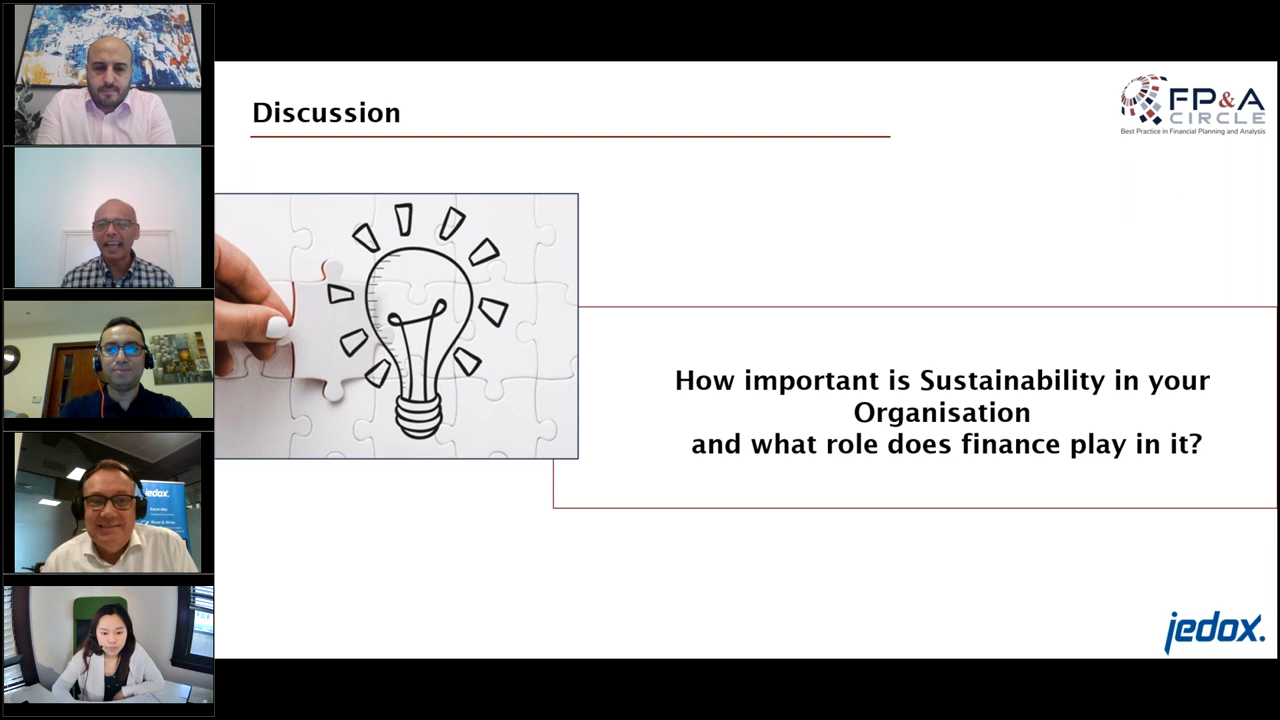 Discussion
FP&A
CIRCLE
Best Practice in Financial Planning and Analysis
How important is Sustainability in your
Organisation
and what role does finance play in it?
jedox.
jedox.